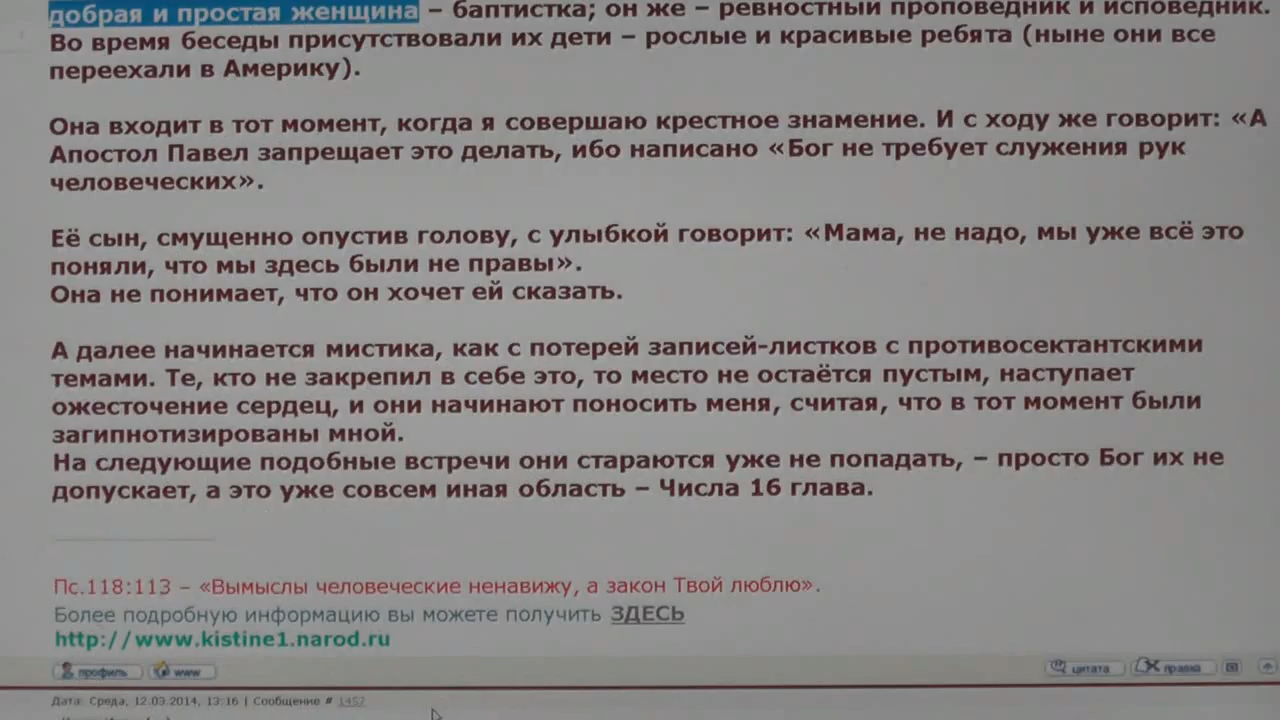 добрая и простая женщина – баптистка; он же – ревностный проповедник и исповедник.
Во время беседы присутствовали их дети – рослые и красивые ребята (ныне они все
переехали в Америку).
Она входит в тот момент, когда я совершаю крестное знамение. И с ходу же говорит: «А
Апостол Павел запрещает это делать, ибо написано «Бог не требует служения рук
человеческих».
Её сын, смущенно опустив голову, с улыбкой говорит: «Мама, не надо, мы уже всё это
поняли, что мы здесь были не правы».
Она не понимает, что он хочет ей сказать.
А далее начинается мистика, как с потерей записей-листков с противосектантскими
темами. Те, кто не закрепил в себе это, то место не остаётся пустым, наступает
ожесточение сердец, и они начинают поносить меня, считая, что в тот момент были
загипнотизированы мной.
На следующие подобные встречи они стараются уже не попадать, – просто Бог их не
допускает, а это уже совсем иная область – Числа 16 глава.
Пс.118:113 – «Вымыслы человеческие ненавижу, а закон Твой люблю».
Более подробную информацию вы можете получить ЗДЕСЬ
http://www.kistine1.narod.ru
профиль www цитата правка
Дата: Среда, 12.03.2014, 13:16 | Сообщение # 1457